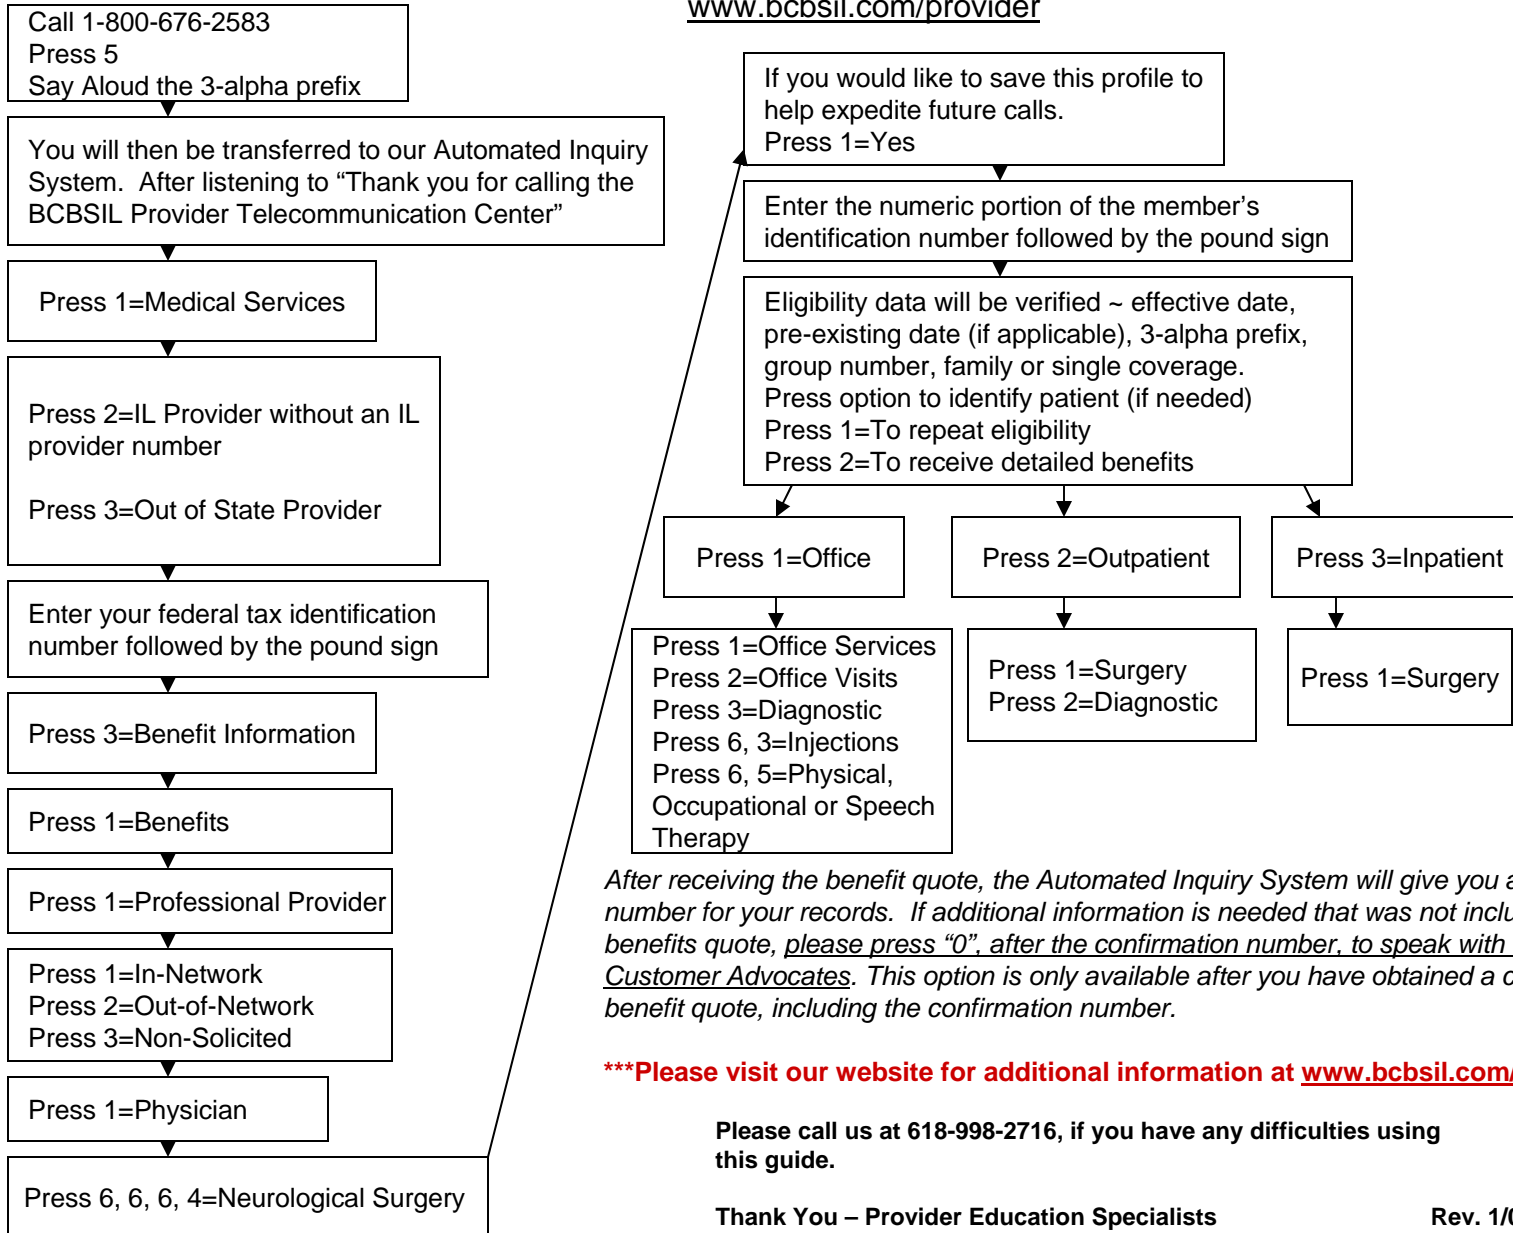 Call 1-800-676-2583
Press 5
Say Aloud the 3-alpha prefix
You will then be transferred to our Automated Inquiry
System.  After listening to “Thank you for calling the
BCBSIL Provider Telecommunication Center”
Press 1=Medical Services
Press 2=IL Provider without an IL
provider number
Press 3=Out of State Provider
Enter your federal tax identification
number followed by the pound sign
Press 3=Benefit Information
Press 1=Benefits
Press 1=Professional Provider
Press 1=In-Network
Press 2=Out-of-Network
Press 3=Non-Solicited
Press 1=Physician
Press 6, 6, 6, 4=Neurological Surgery
www.bcbsil.com/provider
If you would like to save this profile to
help expedite future calls.
Press 1=Yes
Enter the numeric portion of the member’s
identification number followed by the pound sign
Eligibility data will be verified ~ effective date,
pre-existing date (if applicable), 3-alpha prefix,
group number, family or single coverage.
Press option to identify patient (if needed)
Press 1=To repeat eligibility
Press 2=To receive detailed benefits
Press 1=Office
Press 2=Outpatient
Press 3=Inpatient
Press 1=Office Services
Press 2=Office Visits
Press 3=Diagnostic
Press 6, 3=Injections
Press 6, 5=Physical,
Occupational or Speech
Therapy
Press 1=Surgery
Press 2=Diagnostic
Press 1=Surgery
After receiving the benefit quote, the Automated Inquiry System will give you a
number for your records.  If additional information is needed that was not inclu
benefits quote, please press “0”, after the confirmation number, to speak with
Customer Advocates. This option is only available after you have obtained a c
benefit quote, including the confirmation number.
***Please visit our website for additional information at www.bcbsil.com/
Please call us at 618-998-2716, if you have any difficulties using
this guide.
Thank You – Provider Education Specialists Rev. 1/0